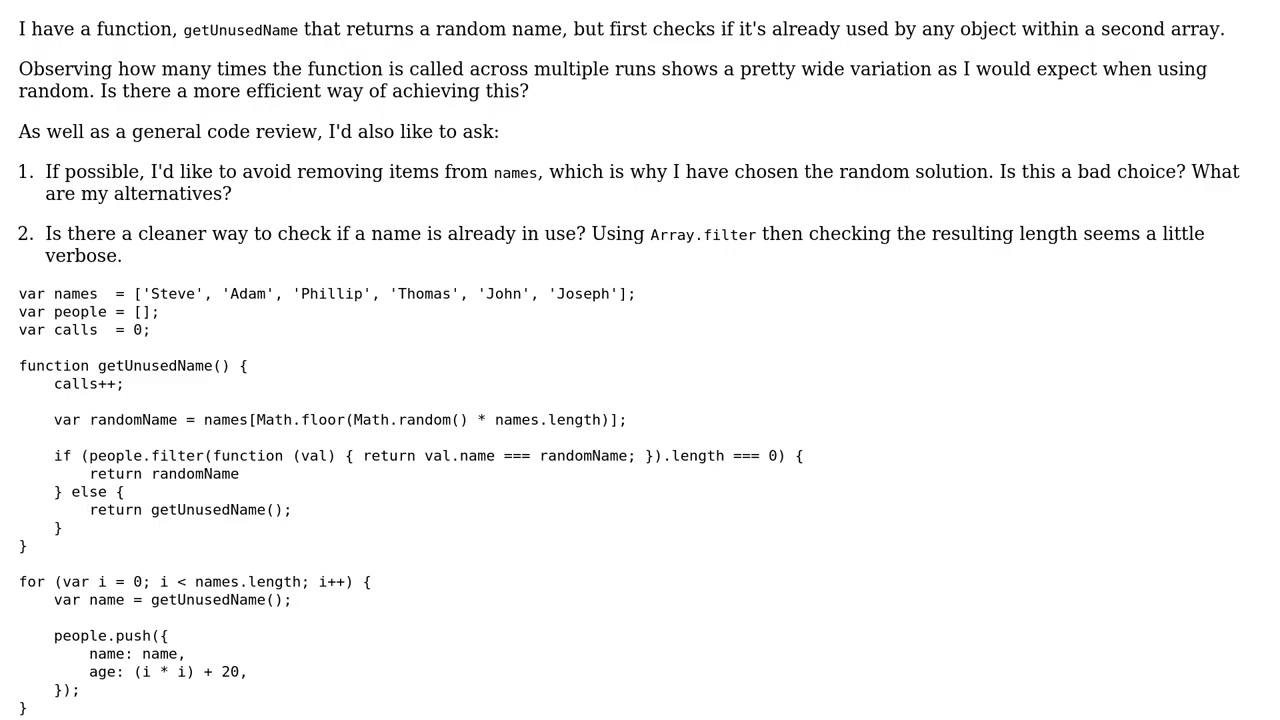 I have a function, getUnusedName that returns a random name, but first checks if it's already used by any object within a second array.
Observing how many times the function is called across multiple runs shows a pretty wide variation as I would expect when using
random. Is there a more efficient way of achieving this?
As well as a general code review, I'd also like to ask:
1. If possible, I'd like to avoid removing items from names, which is why I have chosen the random solution. Is this a bad choice? What
are my alternatives?
2. Is there a cleaner way to check if a name is already in use? Using Array.filter then checking the resulting length seems a little
verbose.
var names  = ['Steve', 'Adam', 'Phillip', 'Thomas', 'John', 'Joseph'];
var people = [];
var calls  = 0;
function getUnusedName() {
    calls++;
    var randomName = names[Math.floor(Math.random() * names.length)];
    if (people.filter(function (val) { return val.name === randomName; }).length === 0) {
        return randomName
    } else {
        return getUnusedName();
    }
}
for (var i = 0; i < names.length; i++) {
    var name = getUnusedName();
    people.push({
        name: name,
        age: (i * i) + 20,
    });
}